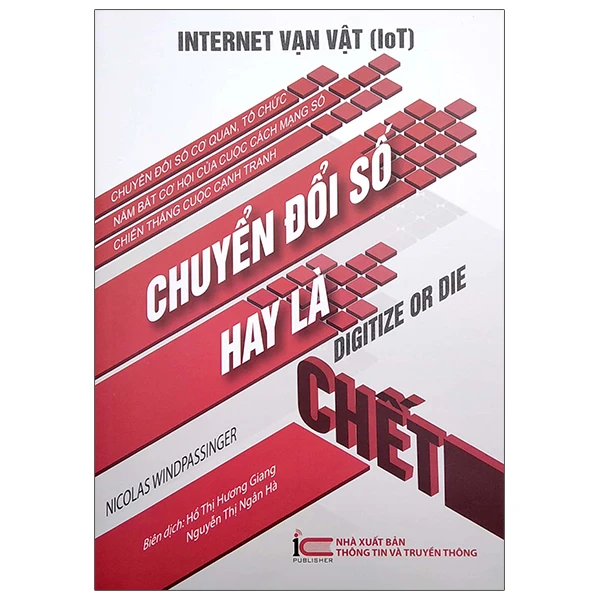 INTERNET VẠN VẬT (IoT)
CHUYỂN ĐỔI SỐ CƠ QUAN, TỔ CHỨC
NẮM BẮT CƠ HỘI CỦA CUỘC CÁCH MẠNG SỐ
CHIẾN THẮNG CUỘC CẠNH TRANH
CHUYỂN ĐỔI SỐ
HAY LÀ
DIGITIZE OR DIE
CHẾT
NICOLAS WINDPASSINGER
Biên dịch: Hồ Thị Hương Giang
Nguyễn Thị Ngân Hà
ic
PUBLISHER
NHÀ XUẤT BẢN
THÔNG TIN VÀ TRUYỀN THÔNG